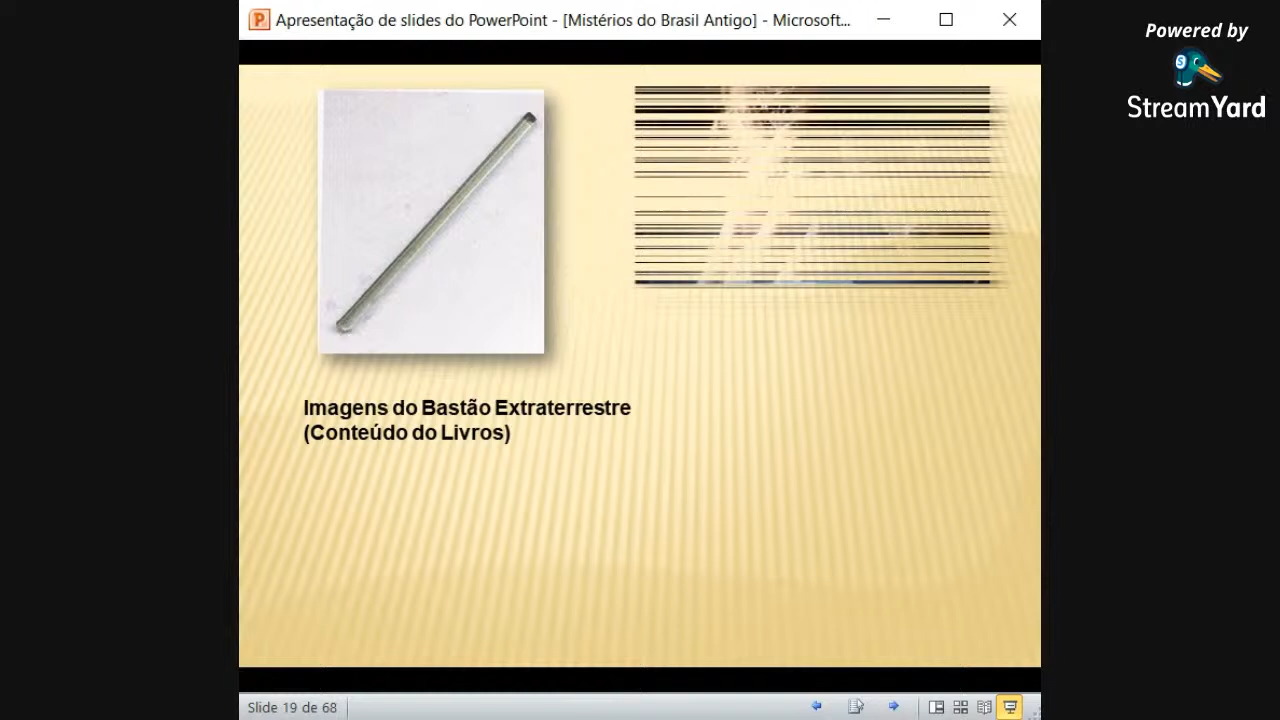 Apresentação de slides do PowerPoint - [Mistérios do Brasil Antigo] - Microsoft...
Powered by
StreamYard
Imagens do Bastão Extraterrestre
(Conteúdo do Livros)
Slide 19 de 68